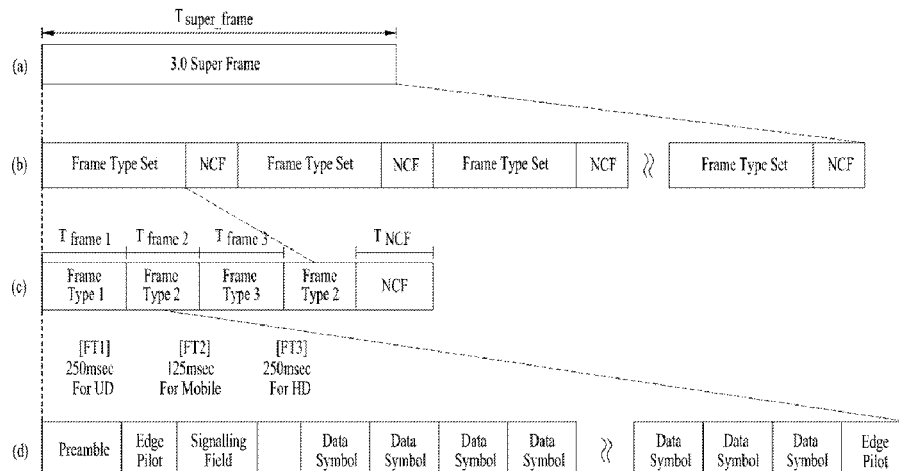 T super_frame
(a) 3.0 Super Frame
(b) Frame Type Set NCF Frame Type Set NCF Frame Type Set NCF Frame Type Set NCF
T frame 1 T frame 2 T frame 3 T NCF
(c) Frame Type 1 Frame Type 2 Frame Type 3 Frame Type 2 NCF
[FT1] [FT2] [FT3]
250msec 125msec 250msec
For UD For Mobile For HD
(d) Preamble Edge Pilot Signalling Field Data Symbol Data Symbol Data Symbol Data Symbol Data Symbol Data Symbol Data Symbol Edge Pilot